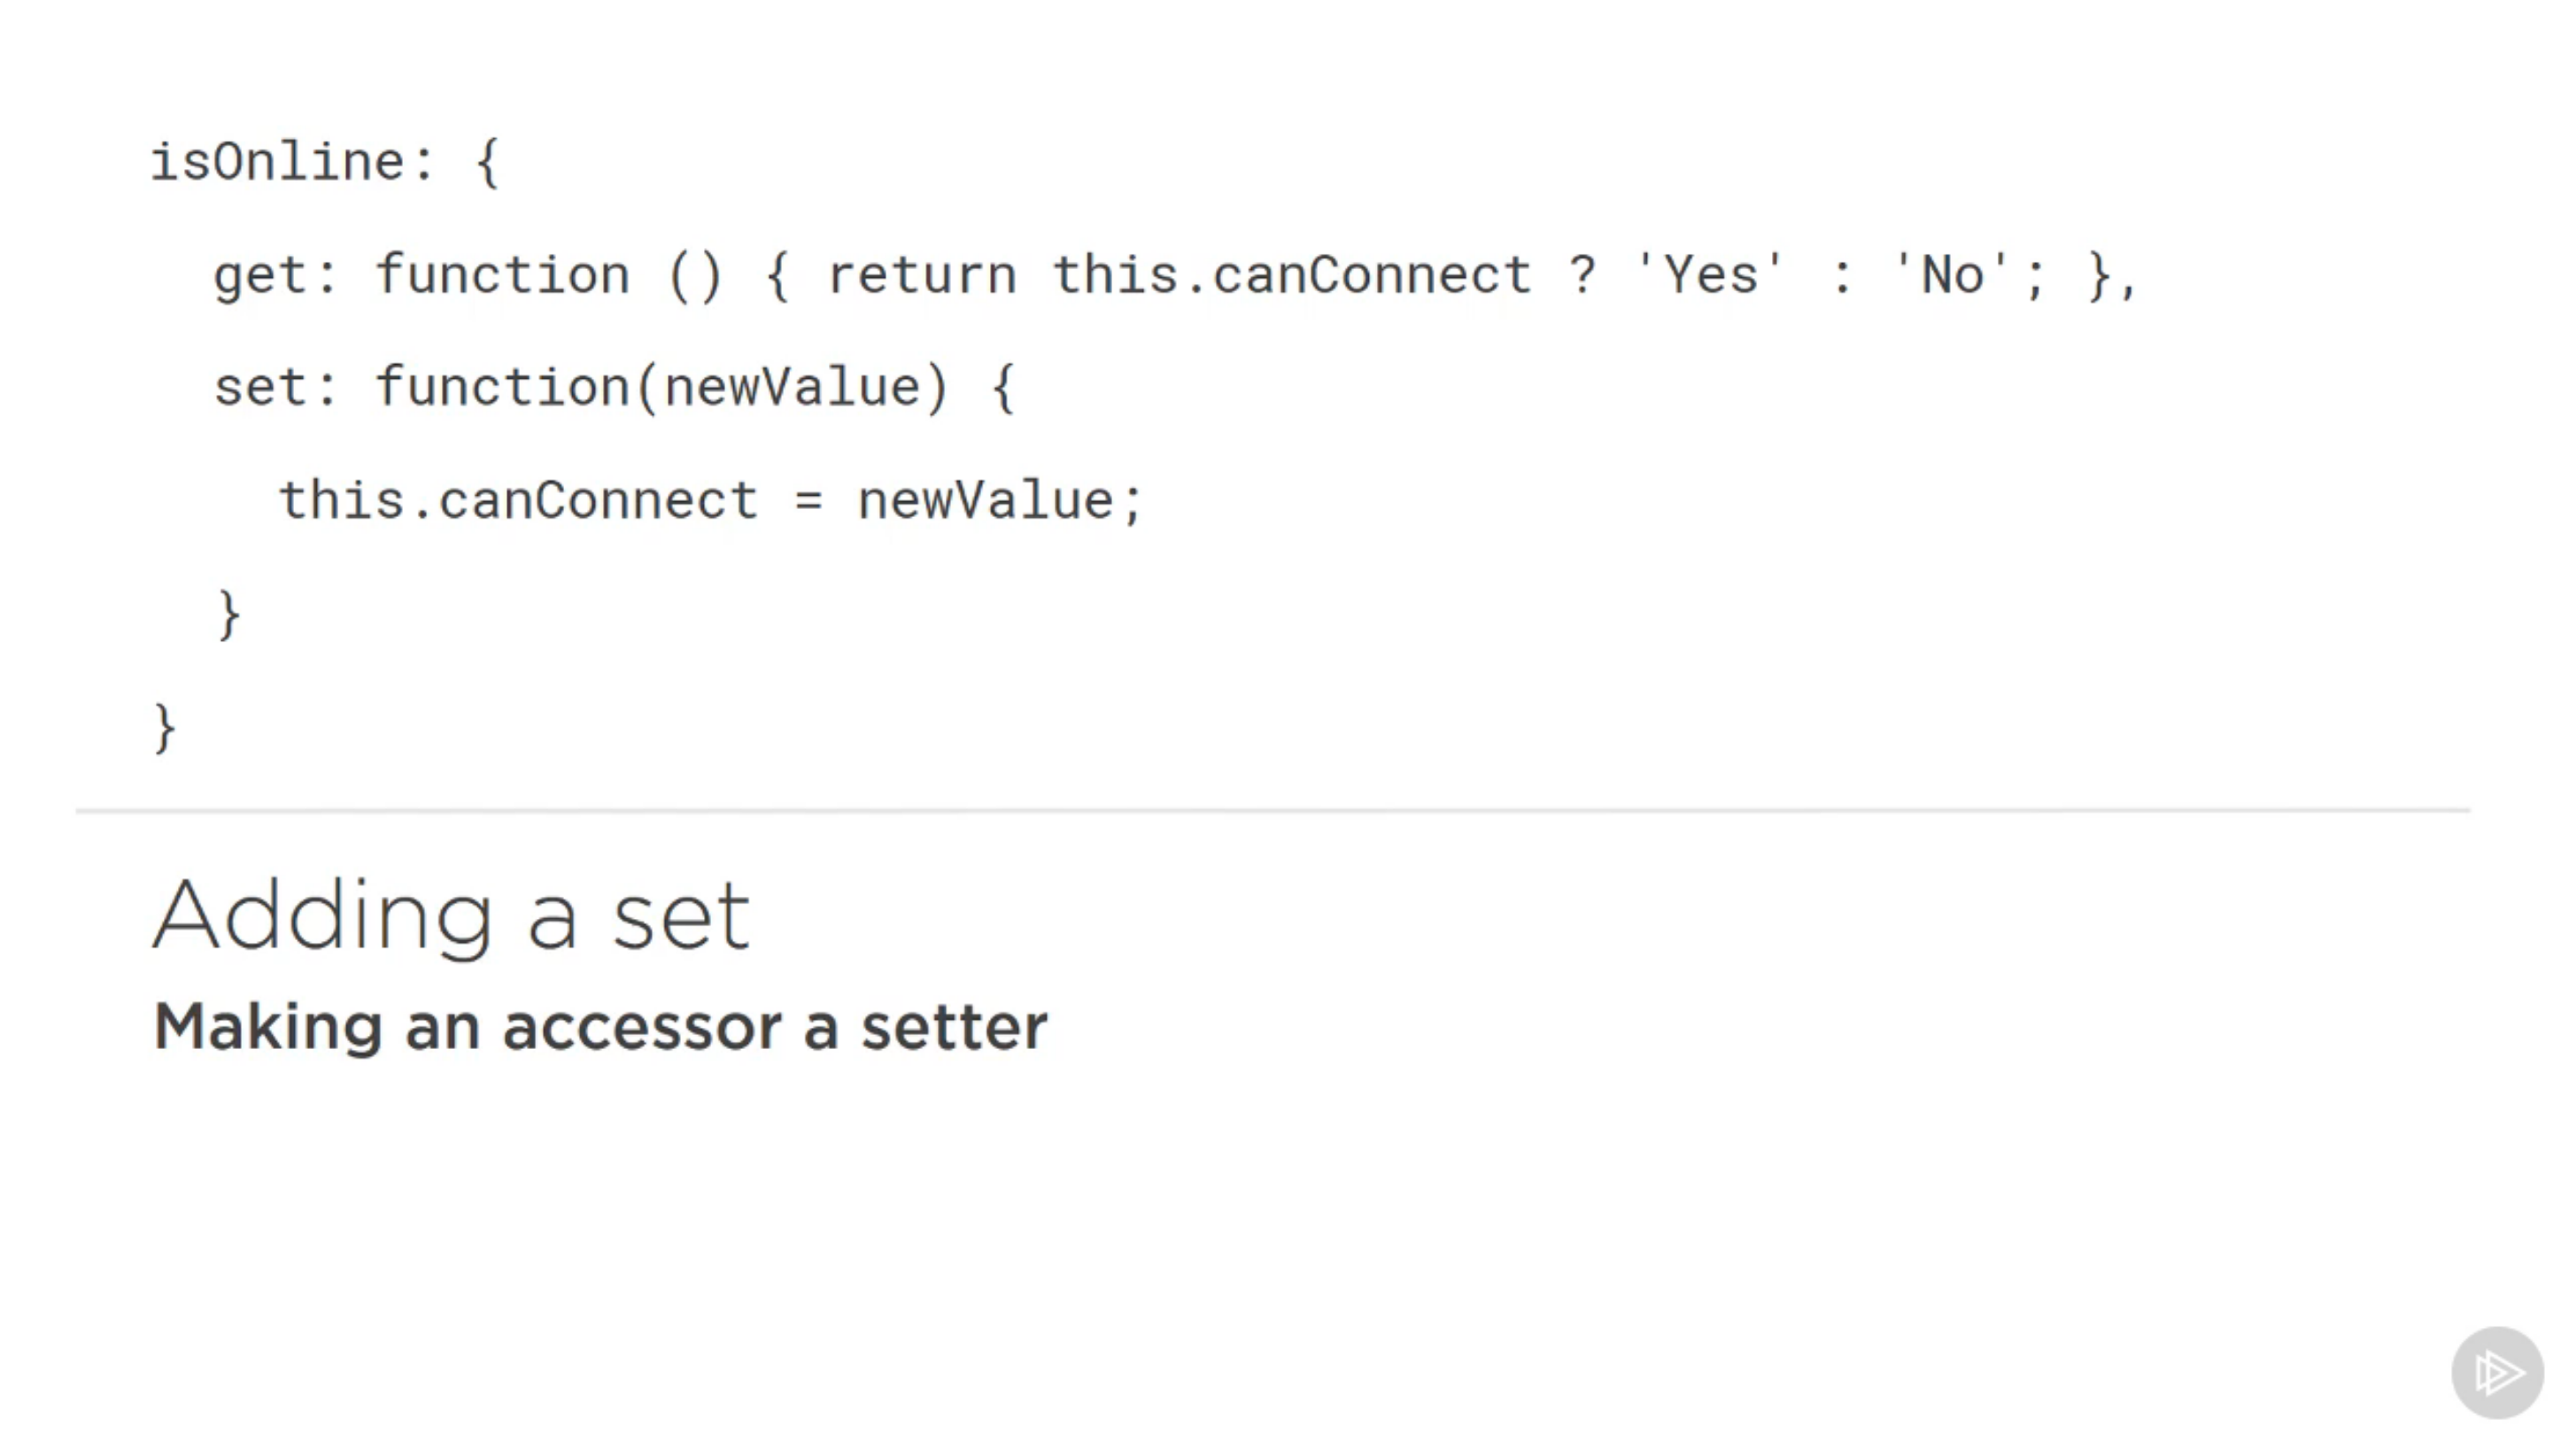 isOnline: {
get: function () { return this.canConnect ? 'Yes' : 'No'; },
set: function(newValue) {
this.canConnect = newValue;
}
}
Adding a set
Making an accessor a setter